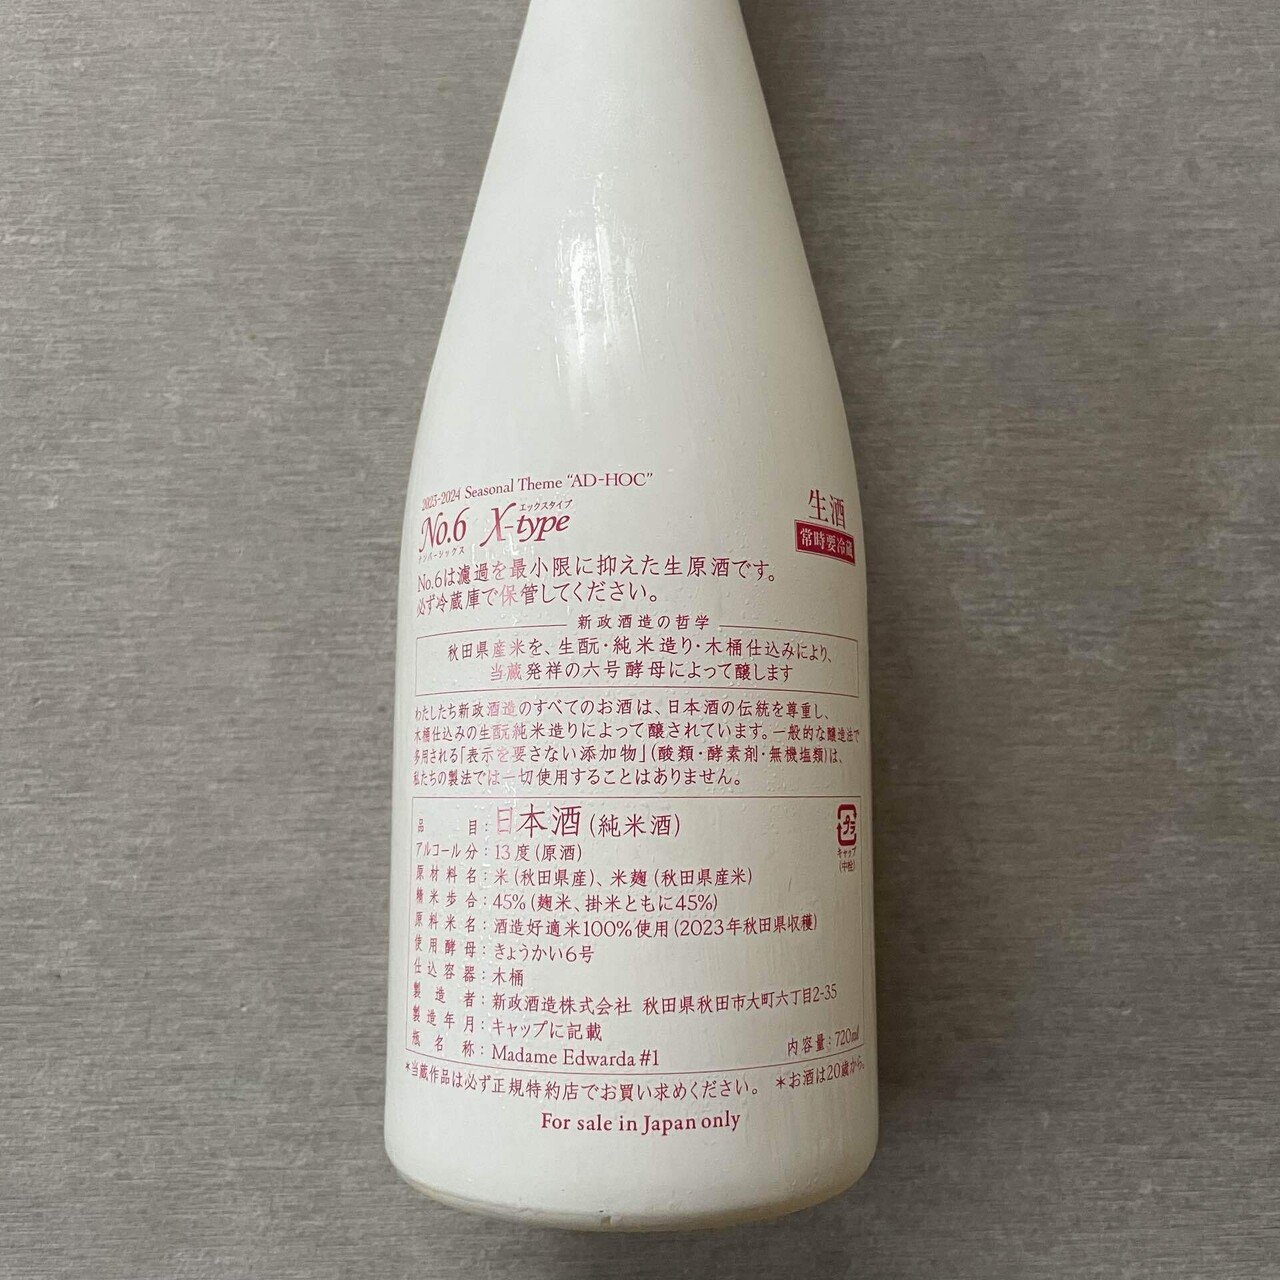 2023-2024 Seasonal Theme “AD-HOC”
エックスタイプ
No.6 X-type
ナンバーシックス
生酒
常時要冷蔵
No.6は濾過を最小限に抑えた生原酒です。
必ず冷蔵庫で保管してください。
新政酒造の哲学
秋田県産米を、生酛・純米造り・木桶仕込みにより、
当蔵発祥の六号酵母によって醸します
わたしたち新政酒造のすべてのお酒は、日本酒の伝統を尊重し、
木桶仕込みの生酛純米造りによって醸されています。一般的な醸造法で
多用される「表示を要さない添加物」(酸類・酵素剤・無機塩類)は、
私たちの製法では一切使用することはありません。
品目:日本酒(純米酒)
アルコール分:13度(原酒)
原材料名:米(秋田県産)、米麹(秋田県産米)
精米歩合:45%(麹米、掛米ともに45%)
原料米名:酒造好適米100%使用(2023年秋田県収穫)
使用酵母:きょうかい6号
仕込容器:木桶
製造者:新政酒造株式会社 秋田県秋田市大町六丁目2-35
製造年月:キャップに記載
瓶名称:Madame Edwarda #1
内容量:720ml
プラ
キャップ
(中栓)
*当蔵作品は必ず正規特約店でお買い求めください。 *お酒は20歳から。
For sale in Japan only